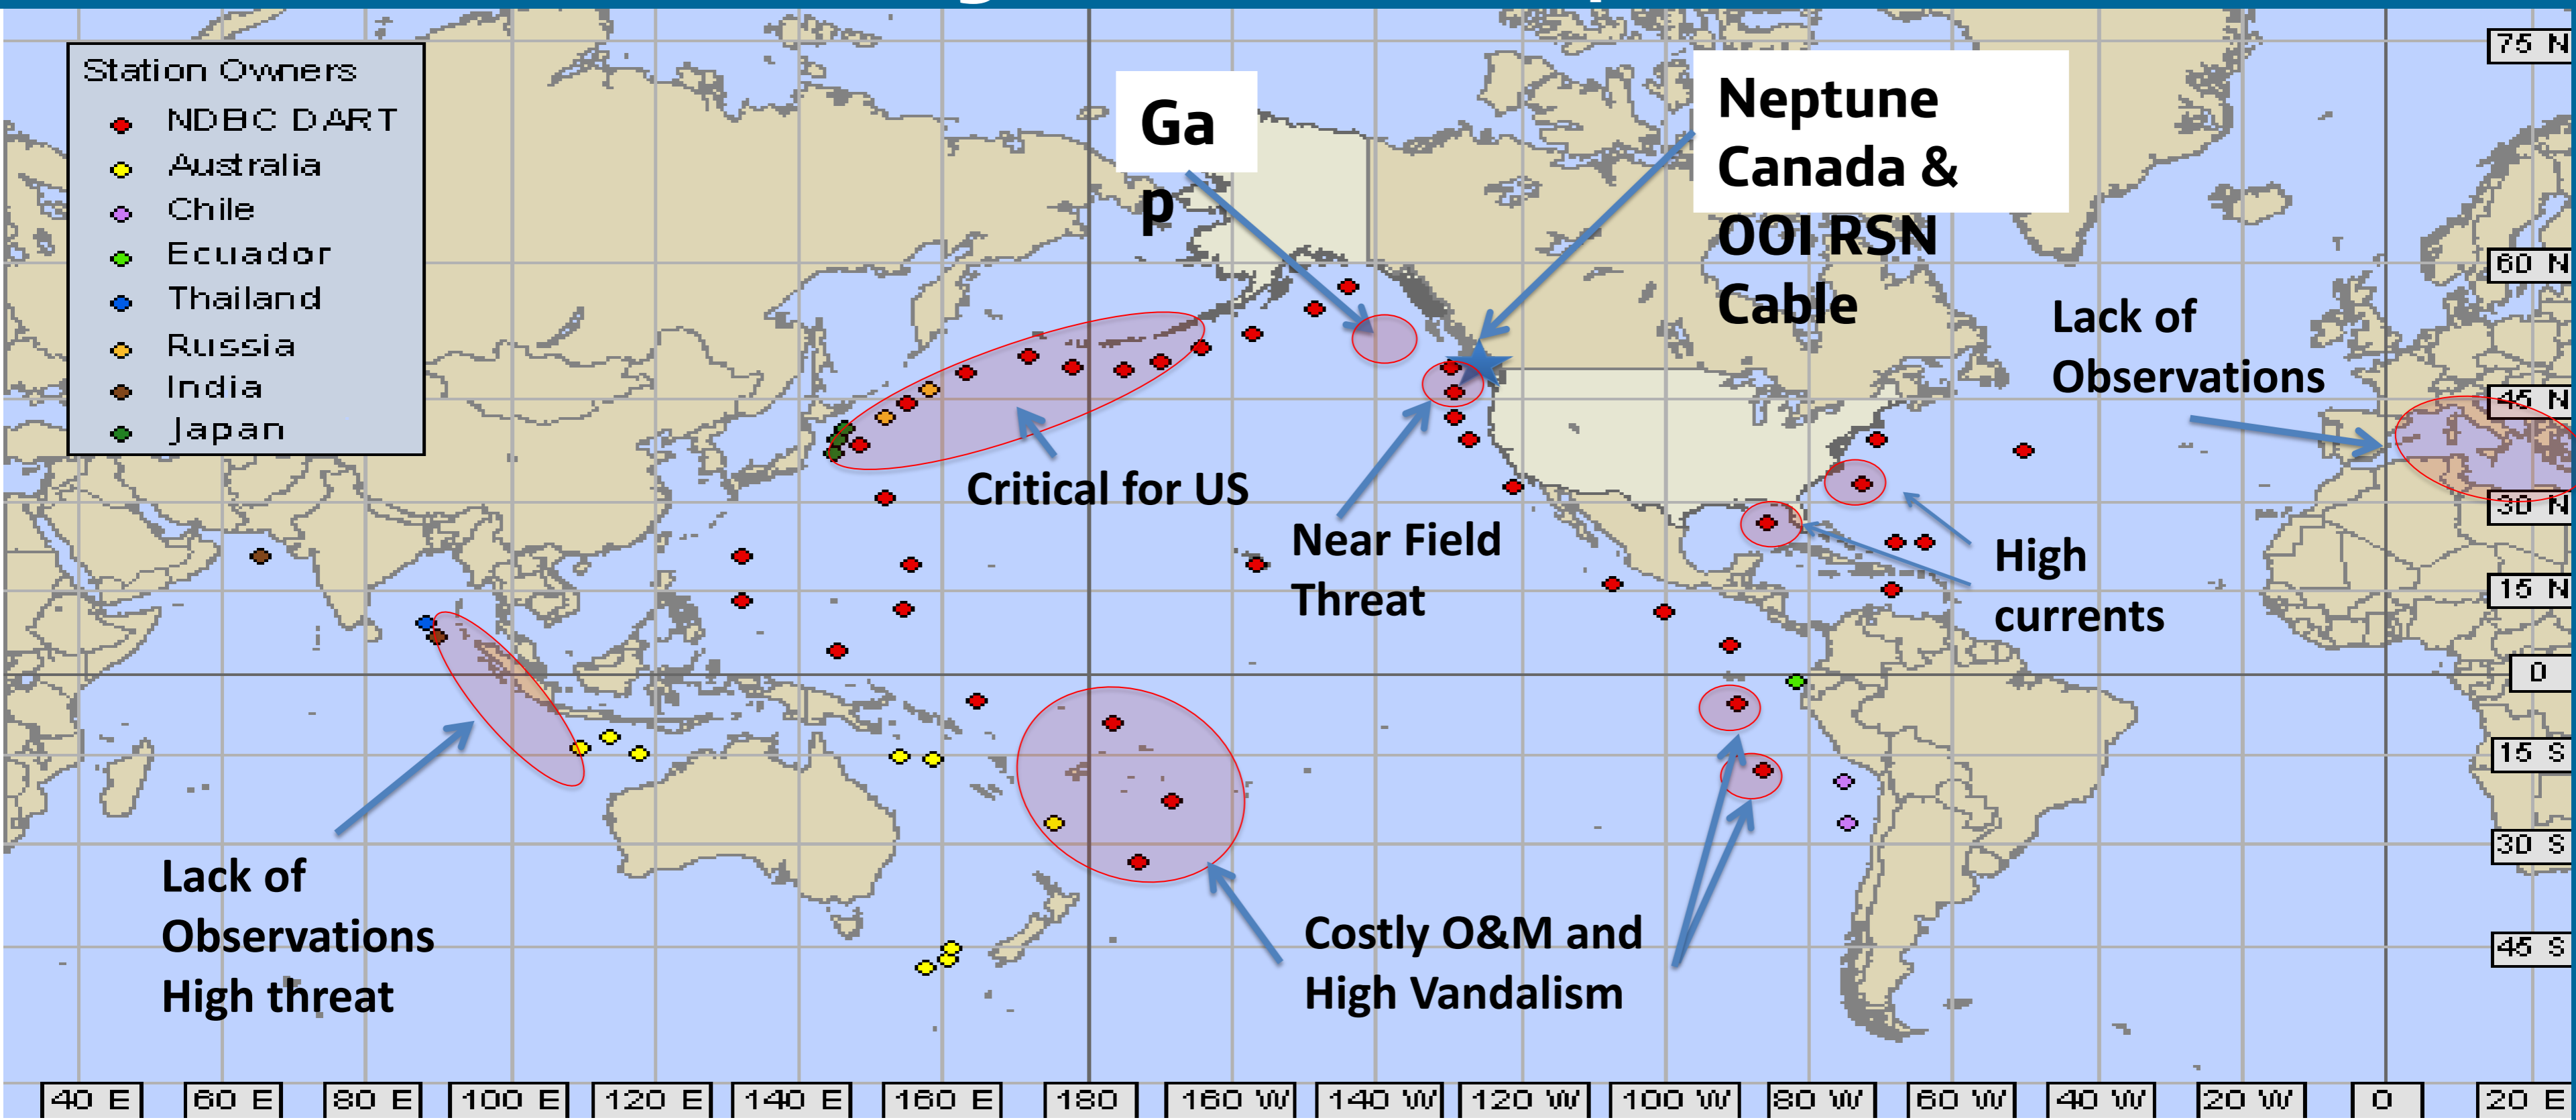 Station Owners
NDBC DART
Australia
Chile
Ecuador
Thailand
Russia
India
Japan
Ga
p
Neptune
Canada &
OOI RSN
Cable
Lack of
Observations
Critical for US
Near Field
Threat
High
currents
Lack of
Observations
High threat
Costly O&M and
High Vandalism
75 N
60 N
45 N
30 N
15 N
0
15 S
30 S
45 S
40 E
60 E
80 E
100 E
120 E
140 E
160 E
180
160 W
140 W
120 W
100 W
80 W
60 W
40 W
20 W
0
20 E